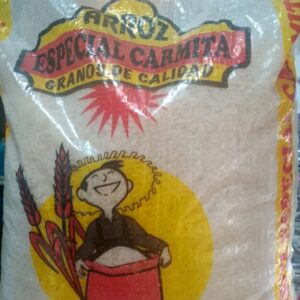 ARROZ
ESPECIAL CARMITA
GRANOS DE CALIDAD